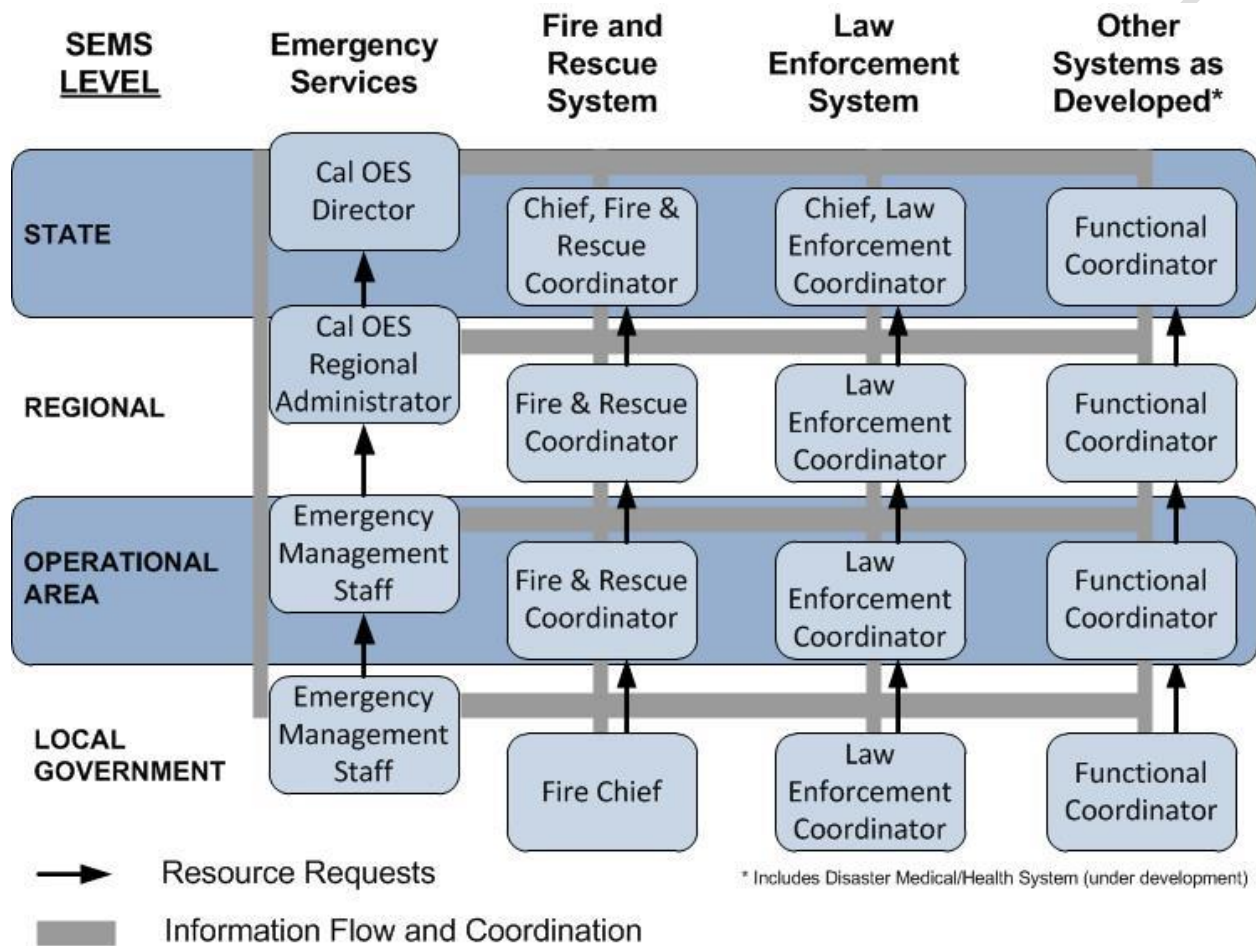 SEMS
LEVEL
Emergency
Services
Fire and
Rescue
System
Law
Enforcement
System
Other
Systems as
Developed*
STATE
Cal OES
Director
Chief, Fire &
Rescue
Coordinator
Chief, Law
Enforcement
Coordinator
Functional
Coordinator
REGIONAL
Cal OES
Regional
Administrator
Fire & Rescue
Coordinator
Law
Enforcement
Coordinator
Functional
Coordinator
OPERATIONAL
AREA
Emergency
Management
Staff
Fire & Rescue
Coordinator
Law
Enforcement
Coordinator
Functional
Coordinator
LOCAL
GOVERNMENT
Emergency
Management
Staff
Fire Chief
Law
Enforcement
Coordinator
Functional
Coordinator
Resource Requests
* Includes Disaster Medical/Health System (under development)
Information Flow and Coordination